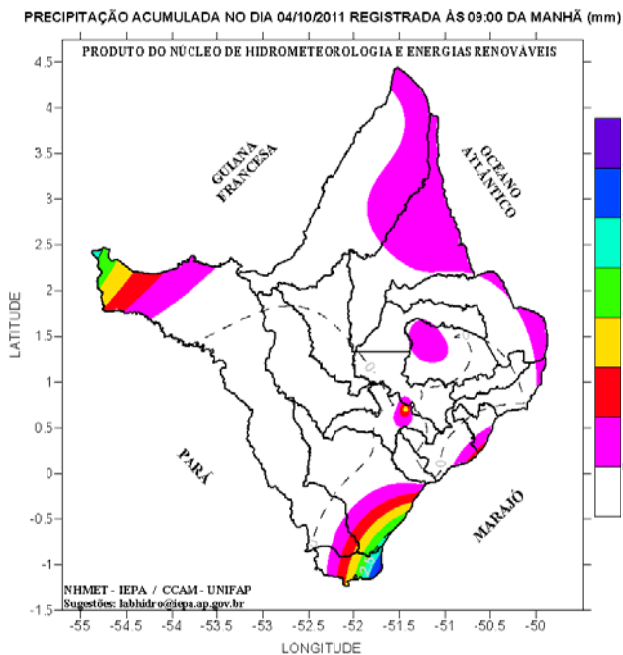 PRECIPITAÇÃO ACUMULADA NO DIA 04/10/2011 REGISTRADA ÀS 09:00 DA MANHÃ (mm)
PRODUTO DO NÚCLEO DE HIDROMETEOROLOGIA E ENERGIAS RENOVÁVEIS
4.5
4
3.5
3
2.5
2
1.5
1
0.5
0
-0.5
-1
-1.5
LATITUDE
GUIANA
FRANCESA
OCEANO
ATLÂNTICO
PARÁ
MARAJÓ
NHMET - IEPA / CCAM - UNIFAP
Sugestões: labhidro@iepa.ap.gov.br
-55 -54.5 -54 -53.5 -53 -52.5 -52 -51.5 -51 -50.5 -50
LONGITUDE